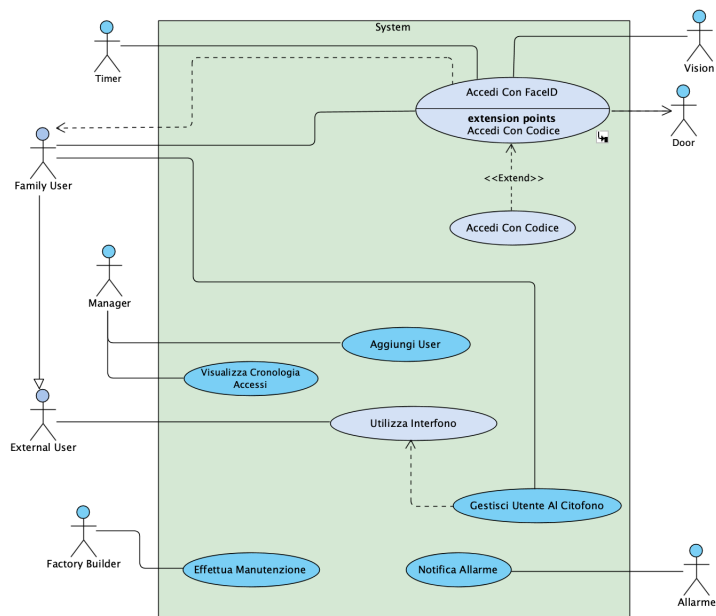 System
Timer
Vision
Accedi Con FaceID
extension points
Accedi Con Codice
Door
Family User
<<Extend>>
Accedi Con Codice
Manager
Aggiungi User
Visualizza Cronologia
Accessi
Utilizza Interfono
External User
Gestisci Utente Al Citofono
Factory Builder
Effettua Manutenzione
Notifica Allarme
Allarme